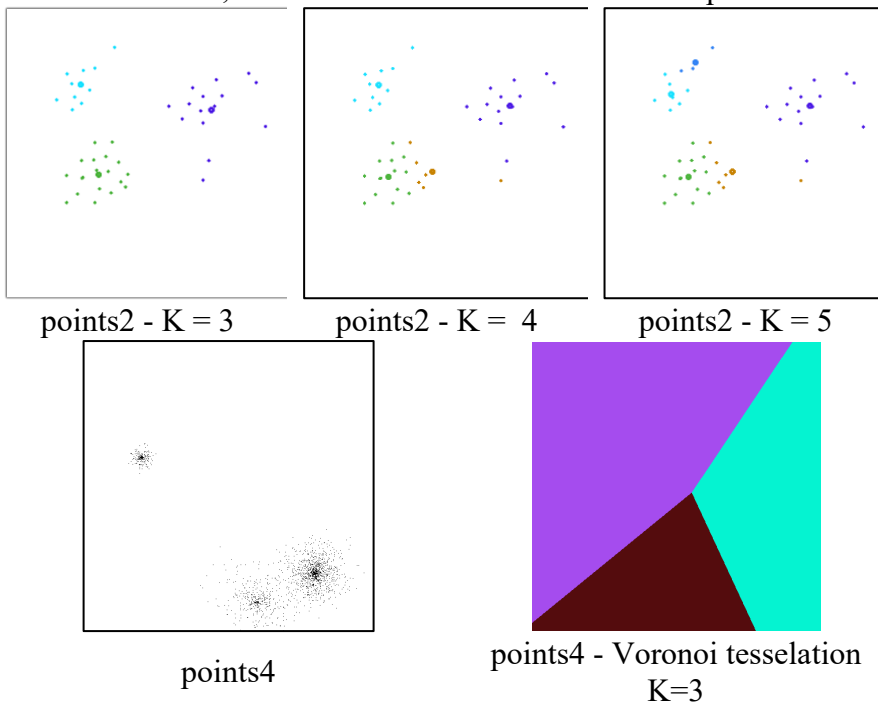 points2 - K = 3
points2 - K = 4
points2 - K = 5
points4
points4 - Voronoi tesselation
K=3